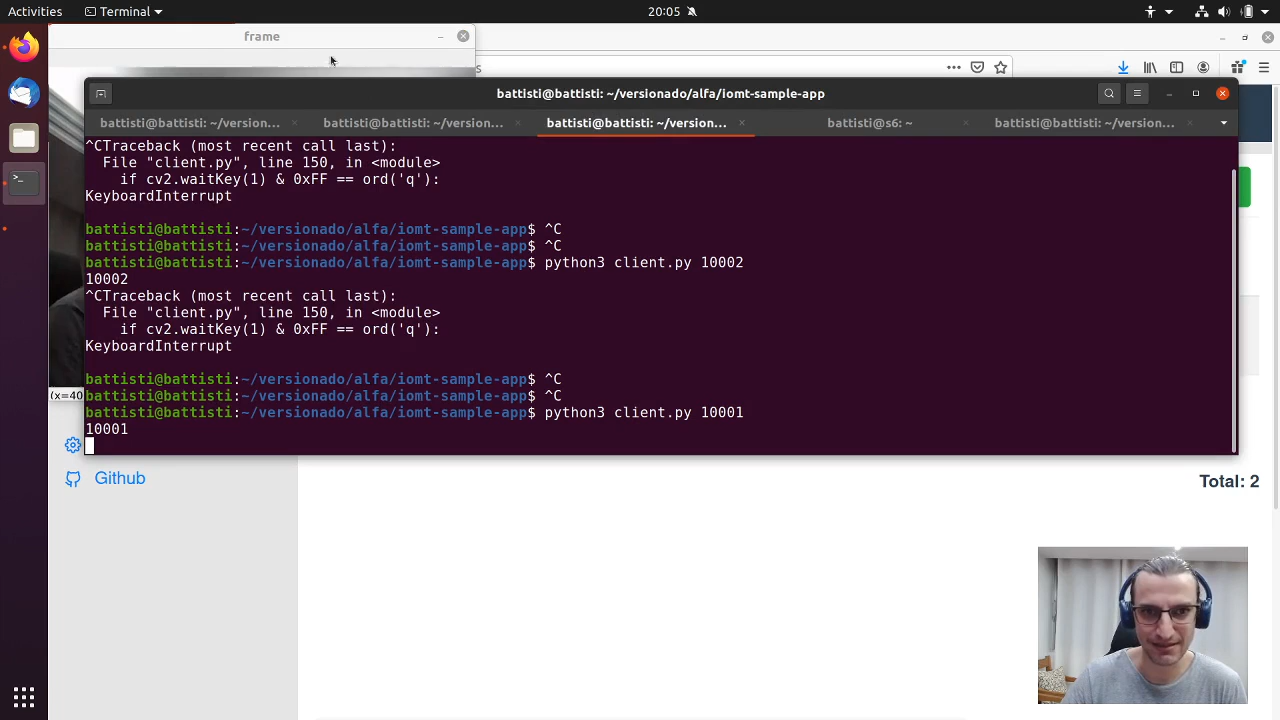 Activities
Terminal
20:05
frame
s
battisti@battisti: ~/versionado/alfa/iomt-sample-app
battisti@battisti: ~/version...
battisti@battisti: ~/version...
battisti@battisti: ~/version...
battisti@s6: ~
battisti@battisti: ~/version...
^CTraceback (most recent call last):
File "client.py", line 150, in <module>
if cv2.waitKey(1) & 0xFF == ord('q'):
KeyboardInterrupt
battisti@battisti:~/versionado/alfa/iomt-sample-app$ ^C
battisti@battisti:~/versionado/alfa/iomt-sample-app$ ^C
battisti@battisti:~/versionado/alfa/iomt-sample-app$ python3 client.py 10002
10002
^CTraceback (most recent call last):
File "client.py", line 150, in <module>
if cv2.waitKey(1) & 0xFF == ord('q'):
KeyboardInterrupt
battisti@battisti:~/versionado/alfa/iomt-sample-app$ ^C
battisti@battisti:~/versionado/alfa/iomt-sample-app$ ^C
battisti@battisti:~/versionado/alfa/iomt-sample-app$ python3 client.py 10001
10001
(x=40
Github
Total: 2